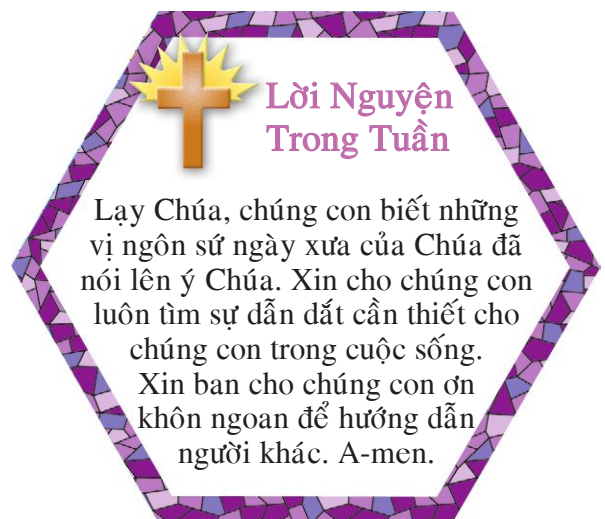 Lời Nguyện
Trong Tuần
Lạy Chúa, chúng con biết những
vị ngôn sứ ngày xưa của Chúa đã
nói lên ý Chúa. Xin cho chúng con
luôn tìm sự dẫn dắt cần thiết cho
chúng con trong cuộc sống.
Xin ban cho chúng con ơn
khôn ngoan để hướng dẫn
người khác. A-men.